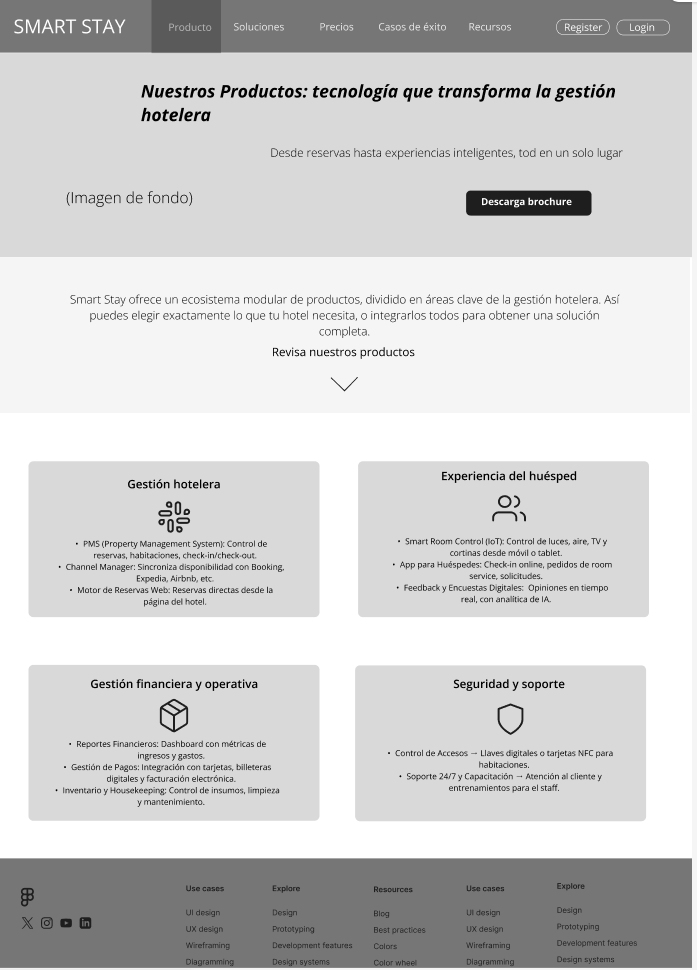 SMART STAY
Producto
Soluciones
Precios
Casos de éxito
Recursos
Register
Login
Nuestros Productos: tecnología que transforma la gestión
hotelera
Desde reservas hasta experiencias inteligentes, tod en un solo lugar
(Imagen de fondo)
Descarga brochure
Smart Stay ofrece un ecosistema modular de productos, dividido en áreas clave de la gestión hotelera. Así
puedes elegir exactamente lo que tu hotel necesita, o integrarlos todos para obtener una solución
completa.
Revisa nuestros productos
Gestión hotelera
• PMS (Property Management System): Control de
reservas, habitaciones, check-in/check-out.
• Channel Manager: Sincroniza disponibilidad con Booking,
Expedia, Airbnb, etc.
• Motor de Reservas Web: Reservas directas desde la
página del hotel.
Experiencia del huésped
• Smart Room Control (IoT): Control de luces, aire, TV y
cortinas desde móvil o tablet.
• App para Huéspedes: Check-in online, pedidos de room
service, solicitudes.
• Feedback y Encuestas Digitales: Opiniones en tiempo
real, con analítica de IA.
Gestión financiera y operativa
• Reportes Financieros: Dashboard con métricas de
ingresos y gastos.
• Gestión de Pagos: Integración con tarjetas, billeteras
digitales y facturación electrónica.
• Inventario y Housekeeping: Control de insumos, limpieza
y mantenimiento.
Seguridad y soporte
• Control de Accesos → Llaves digitales o tarjetas NFC para
habitaciones.
• Soporte 24/7 y Capacitación → Atención al cliente y
entrenamientos para el staff.
Use cases
UI design
UX design
Wireframing
Diagramming
Explore
Design
Prototyping
Development features
Design systems
Resources
Blog
Best practices
Colors
Color wheel
Use cases
UI design
UX design
Wireframing
Diagramming
Explore
Design
Prototyping
Development features
Design systems